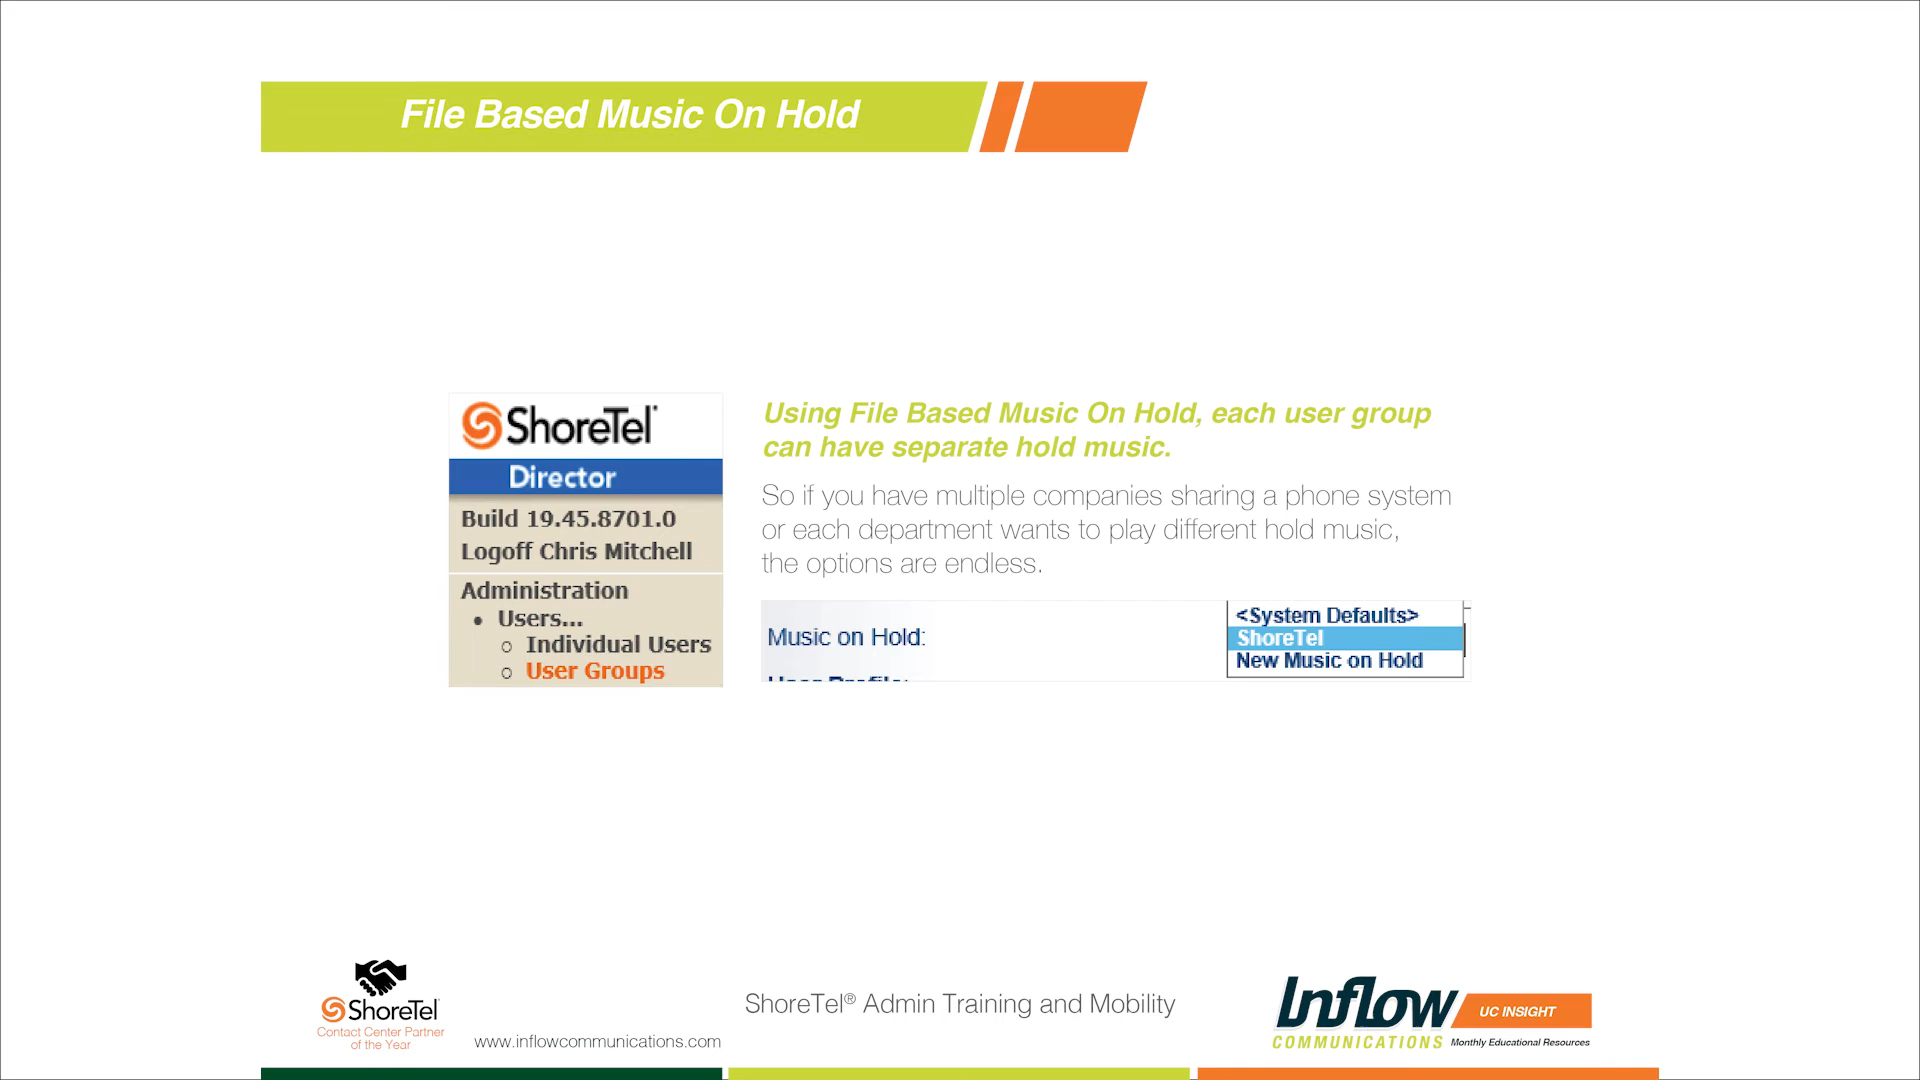 File Based Music On Hold
ShoreTel
Director
Build 19.45.8701.0
Logoff Chris Mitchell
Administration
Users...
Individual Users
User Groups
Using File Based Music On Hold, each user group
can have separate hold music.
So if you have multiple companies sharing a phone system
or each department wants to play different hold music,
the options are endless.
Music on Hold:
<System Defaults>
ShoreTel
New Music on Hold
User Profile:
ShoreTel
Contact Center Partner
of the Year
www.inflowcommunications.com
ShoreTel® Admin Training and Mobility
Inflow
COMMUNICATIONS
UC INSIGHT
Monthly Educational Resources